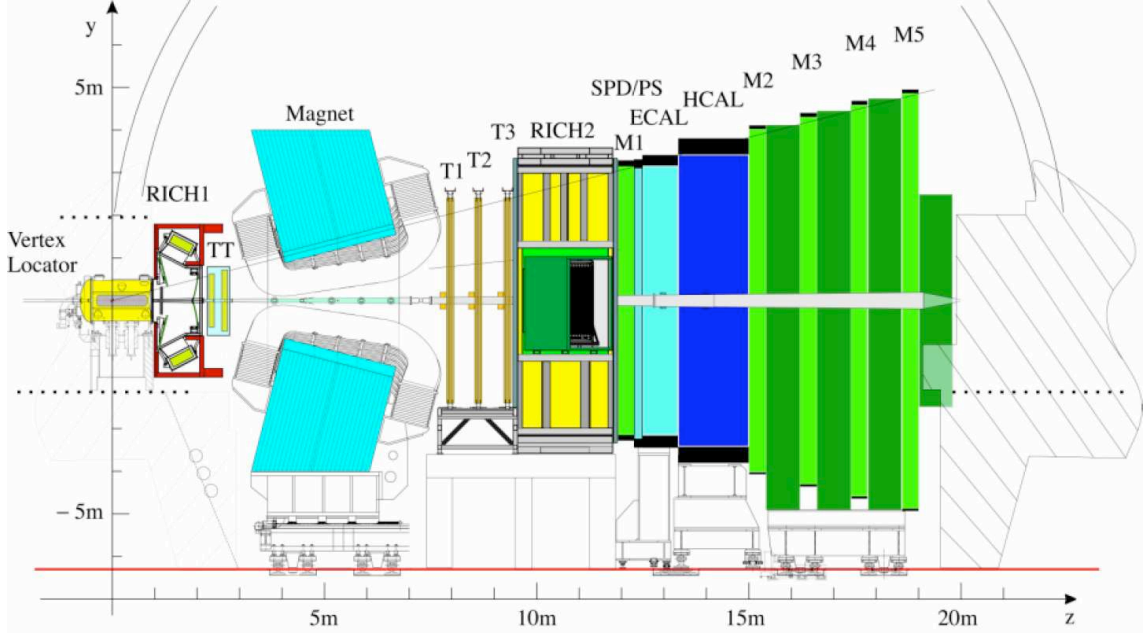 y
5m
M5
M4
M3
M2
SPD/PS
HCAL
ECAL
Magnet
T3
RICH2
M1
T2
T1
RICH1
TT
Vertex
Locator
− 5m
5m
10m
15m
20m
z